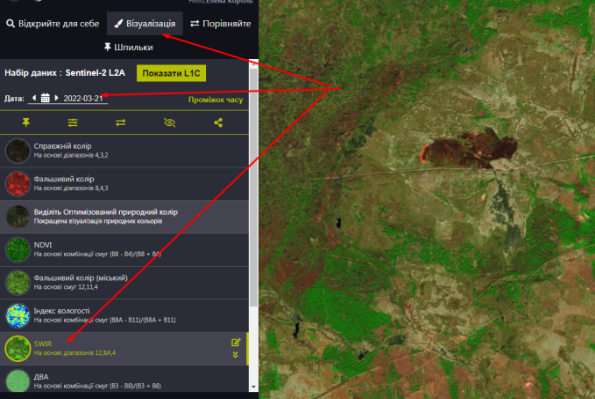 Hello, Елена Король
Відкрийте для себе
Візуалізація
Порівняйте
Шпильки
Набір даних : Sentinel-2 L2A
Показати L1C
Дата: 2022-03-21
Проміжок часу
Справжній колір
На основі діапазонів 4,3,2
Фальшивий колір
На основі діапазонів 8,4,3
Виділіть Оптимізований природний колір
Покращена візуалізація природних кольорів
NDVI
На основі комбінації смуг (B8 - B4)/(B8 + B4)
Фальшивий колір (міський)
На основі смуг 12,11,4
Індекс вологості
На основі комбінації смуг (B8A - B11)/(B8A + B11)
SWIR
На основі діапазонів 12,8A,4
ДВА
На основі комбінації смуг (B3 - B8)/(B3 + B8)